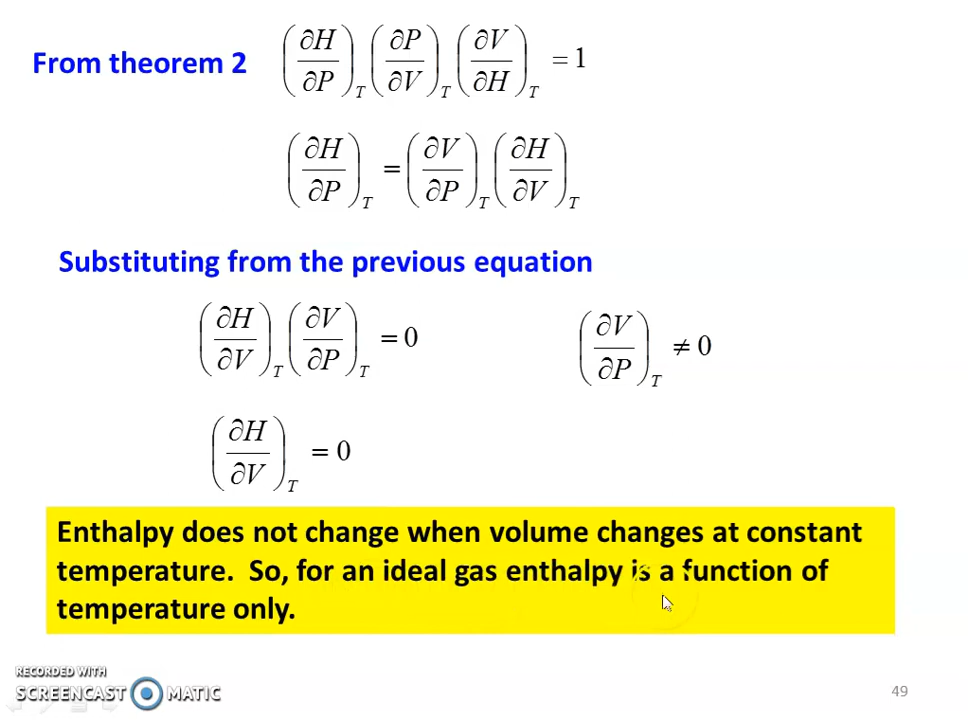 From theorem 2 (∂H/∂P)_T (∂P/∂V)_T (∂V/∂H)_T = 1
(∂H/∂P)_T = (∂V/∂P)_T (∂H/∂V)_T
Substituting from the previous equation
(∂H/∂V)_T (∂V/∂P)_T = 0 (∂V/∂P)_T ≠ 0
(∂H/∂V)_T = 0
Enthalpy does not change when volume changes at constant
temperature. So, for an ideal gas enthalpy is a function of
temperature only.
RECORDED WITH
SCREENCAST MATIC
49